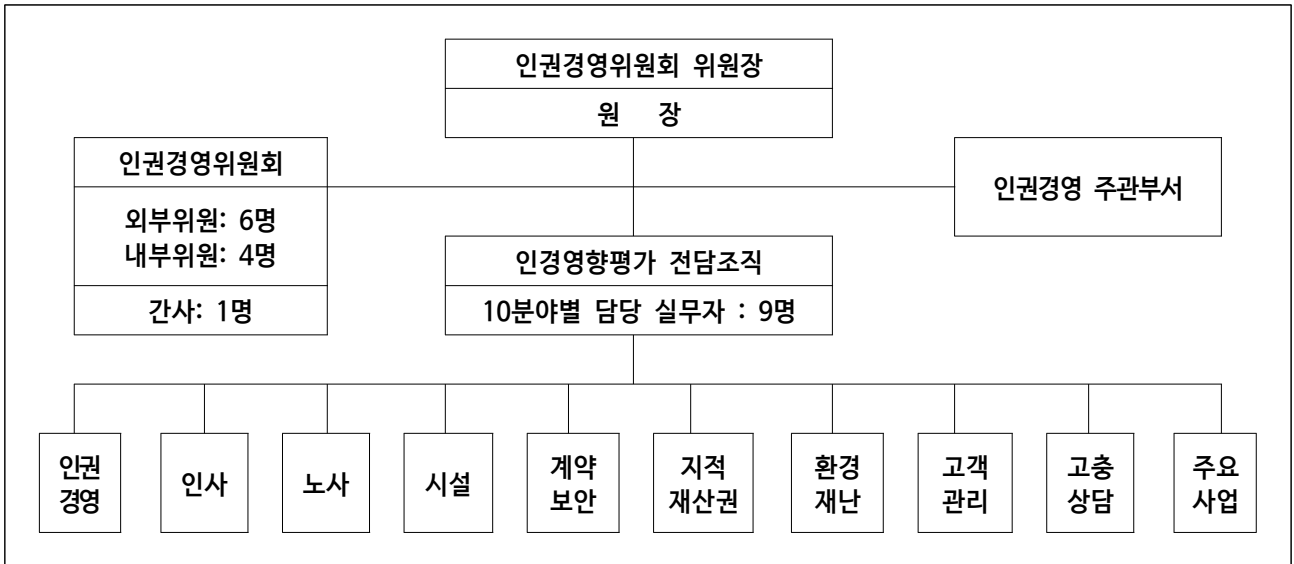 인권경영위원회 위원장
원 장
인권경영위원회
외부위원: 6명
내부위원: 4명
간사: 1명
인권경영 주관부서
인경영향평가 전담조직
10분야별 담당 실무자 : 9명
인권
경영
인사
노사
시설
계약
보안
지적
재산권
환경
재난
고객
관리
고충
상담
주요
사업